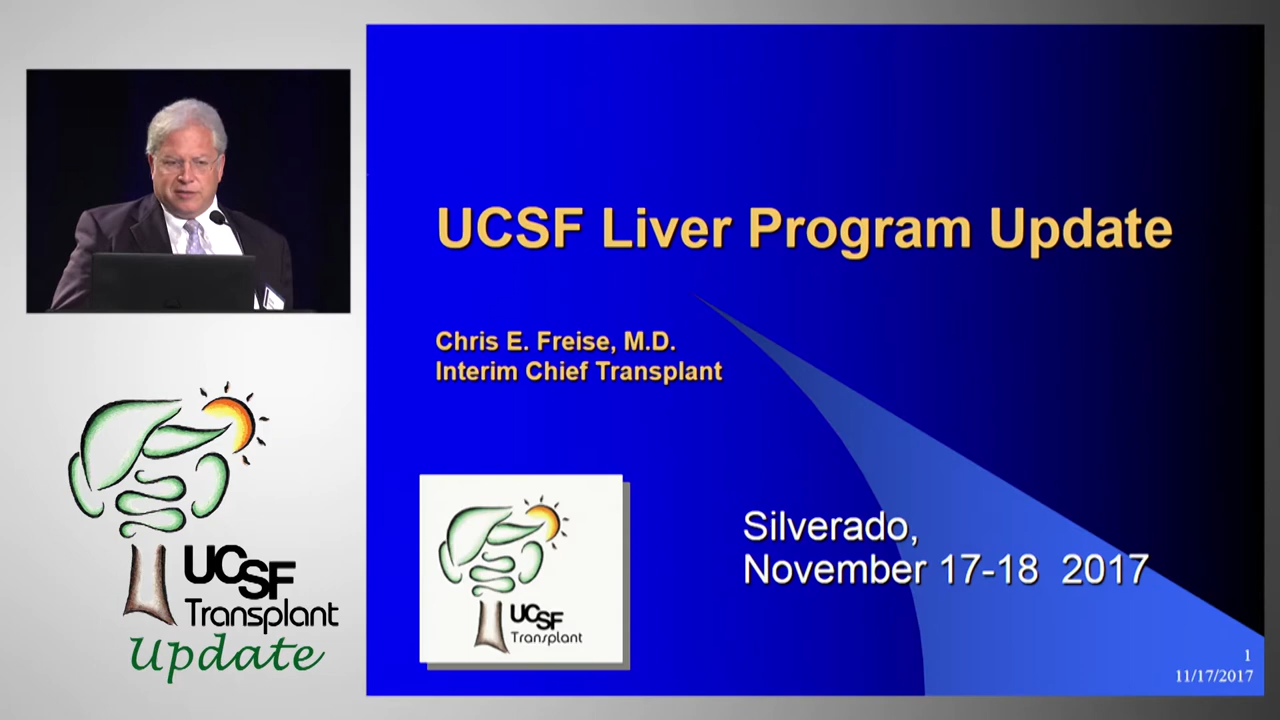 UCSF Liver Program Update
Chris E. Freise, M.D.
Interim Chief Transplant
Silverado,
November 17-18 2017
UCSF
Transplant
1
11/17/2017
UCSF
Transplant
Update